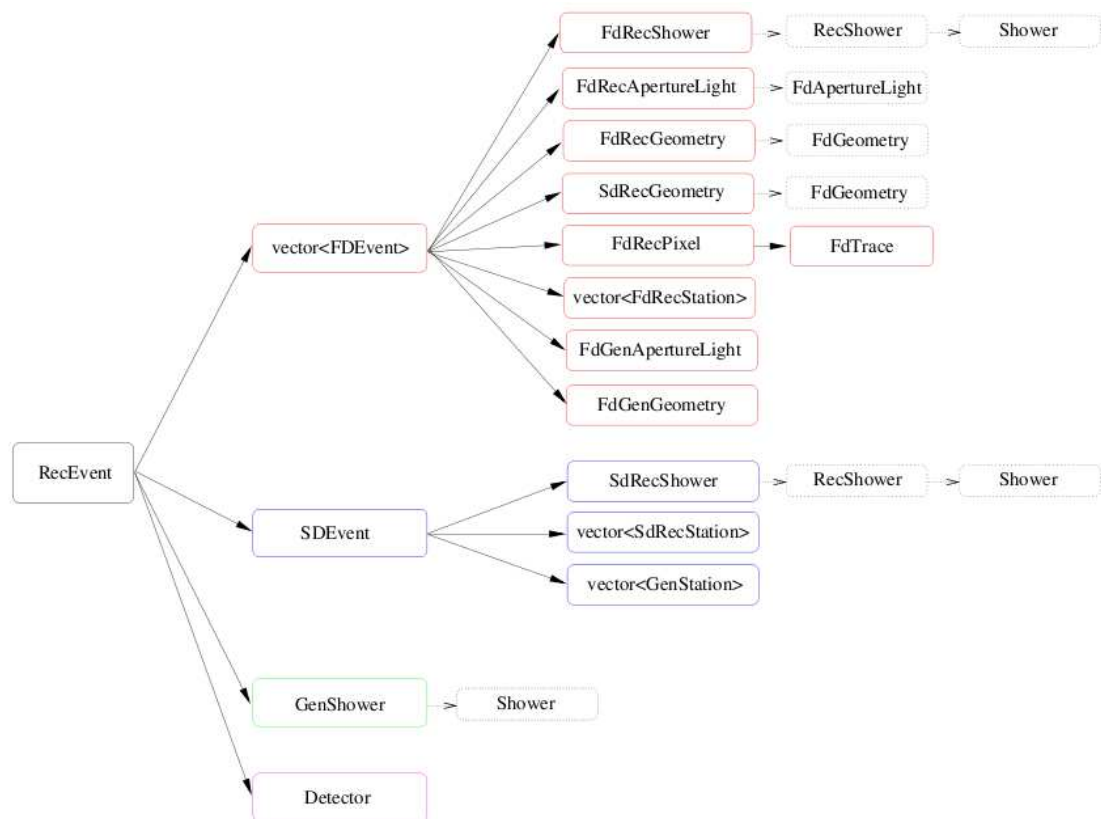 FdRecShower
RecShower
Shower
FdRecApertureLight
FdApertureLight
FdRecGeometry
FdGeometry
SdRecGeometry
FdGeometry
vector<FDEvent>
FdRecPixel
FdTrace
vector<FdRecStation>
FdGenApertureLight
FdGenGeometry
RecEvent
SdRecShower
RecShower
Shower
SDEvent
vector<SdRecStation>
vector<GenStation>
GenShower
Shower
Detector